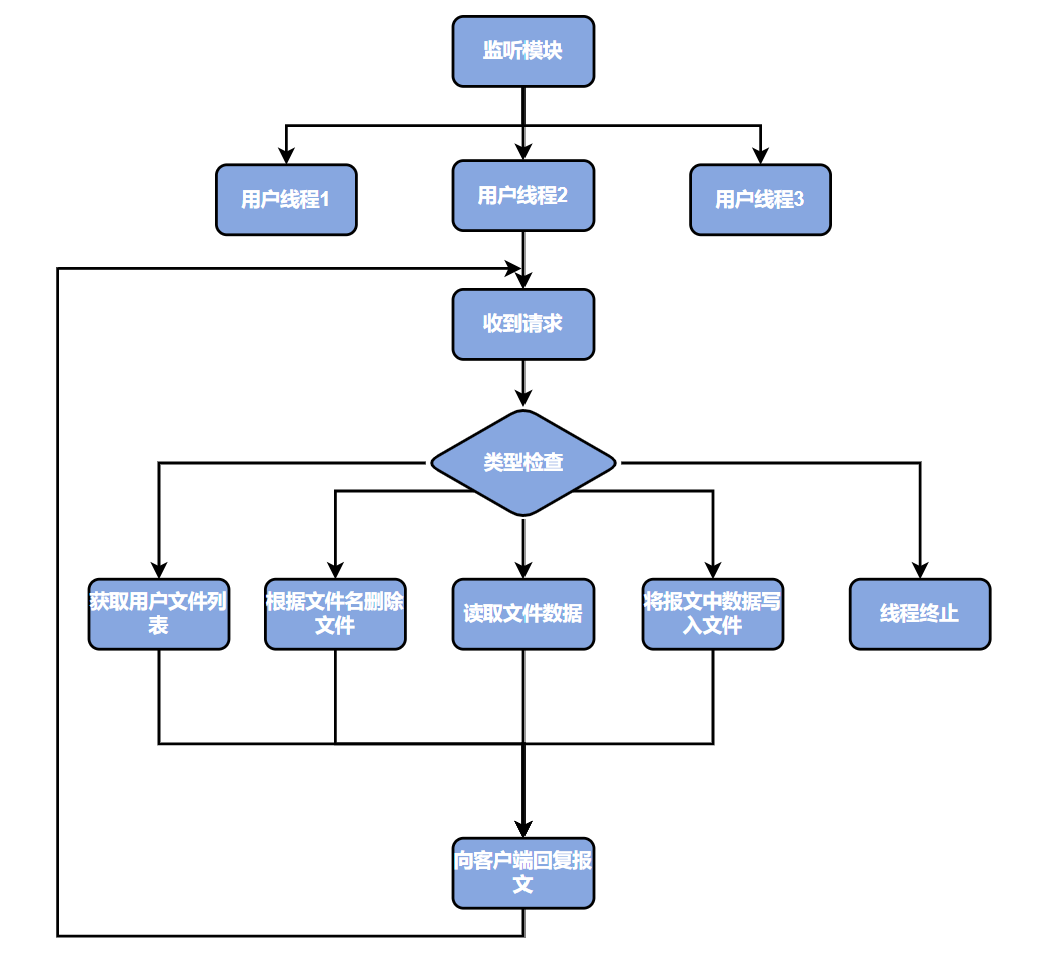 监听模块
用户线程1
用户线程2
用户线程3
收到请求
类型检查
获取用户文件列
表
根据文件名删除
文件
读取文件数据
将报文中数据写
入文件
线程终止
向客户端回复报
文